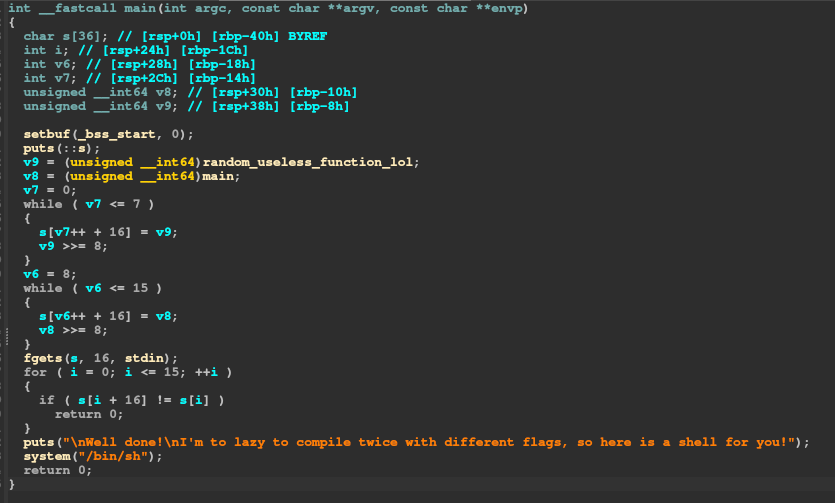 int __fastcall main(int argc, const char **argv, const char **envp)
{
  char s[36]; // [rsp+0h] [rbp-40h] BYREF
  int i; // [rsp+24h] [rbp-1Ch]
  int v6; // [rsp+28h] [rbp-18h]
  int v7; // [rsp+2Ch] [rbp-14h]
  unsigned __int64 v8; // [rsp+30h] [rbp-10h]
  unsigned __int64 v9; // [rsp+38h] [rbp-8h]

  setbuf(_bss_start, 0);
  puts(::s);
  v9 = (unsigned __int64)random_useless_function_lol;
  v8 = (unsigned __int64)main;
  v7 = 0;
  while ( v7 <= 7 )
  {
    s[v7++ + 16] = v9;
    v9 >>= 8;
  }
  v6 = 8;
  while ( v6 <= 15 )
  {
    s[v6++ + 16] = v8;
    v8 >>= 8;
  }
  fgets(s, 16, stdin);
  for ( i = 0; i <= 15; ++i )
  {
    if ( s[i + 16] != s[i] )
      return 0;
  }
  puts("\nWell done!\nI'm to lazy to compile twice with different flags, so here is a shell for you!");
  system("/bin/sh");
  return 0;
}